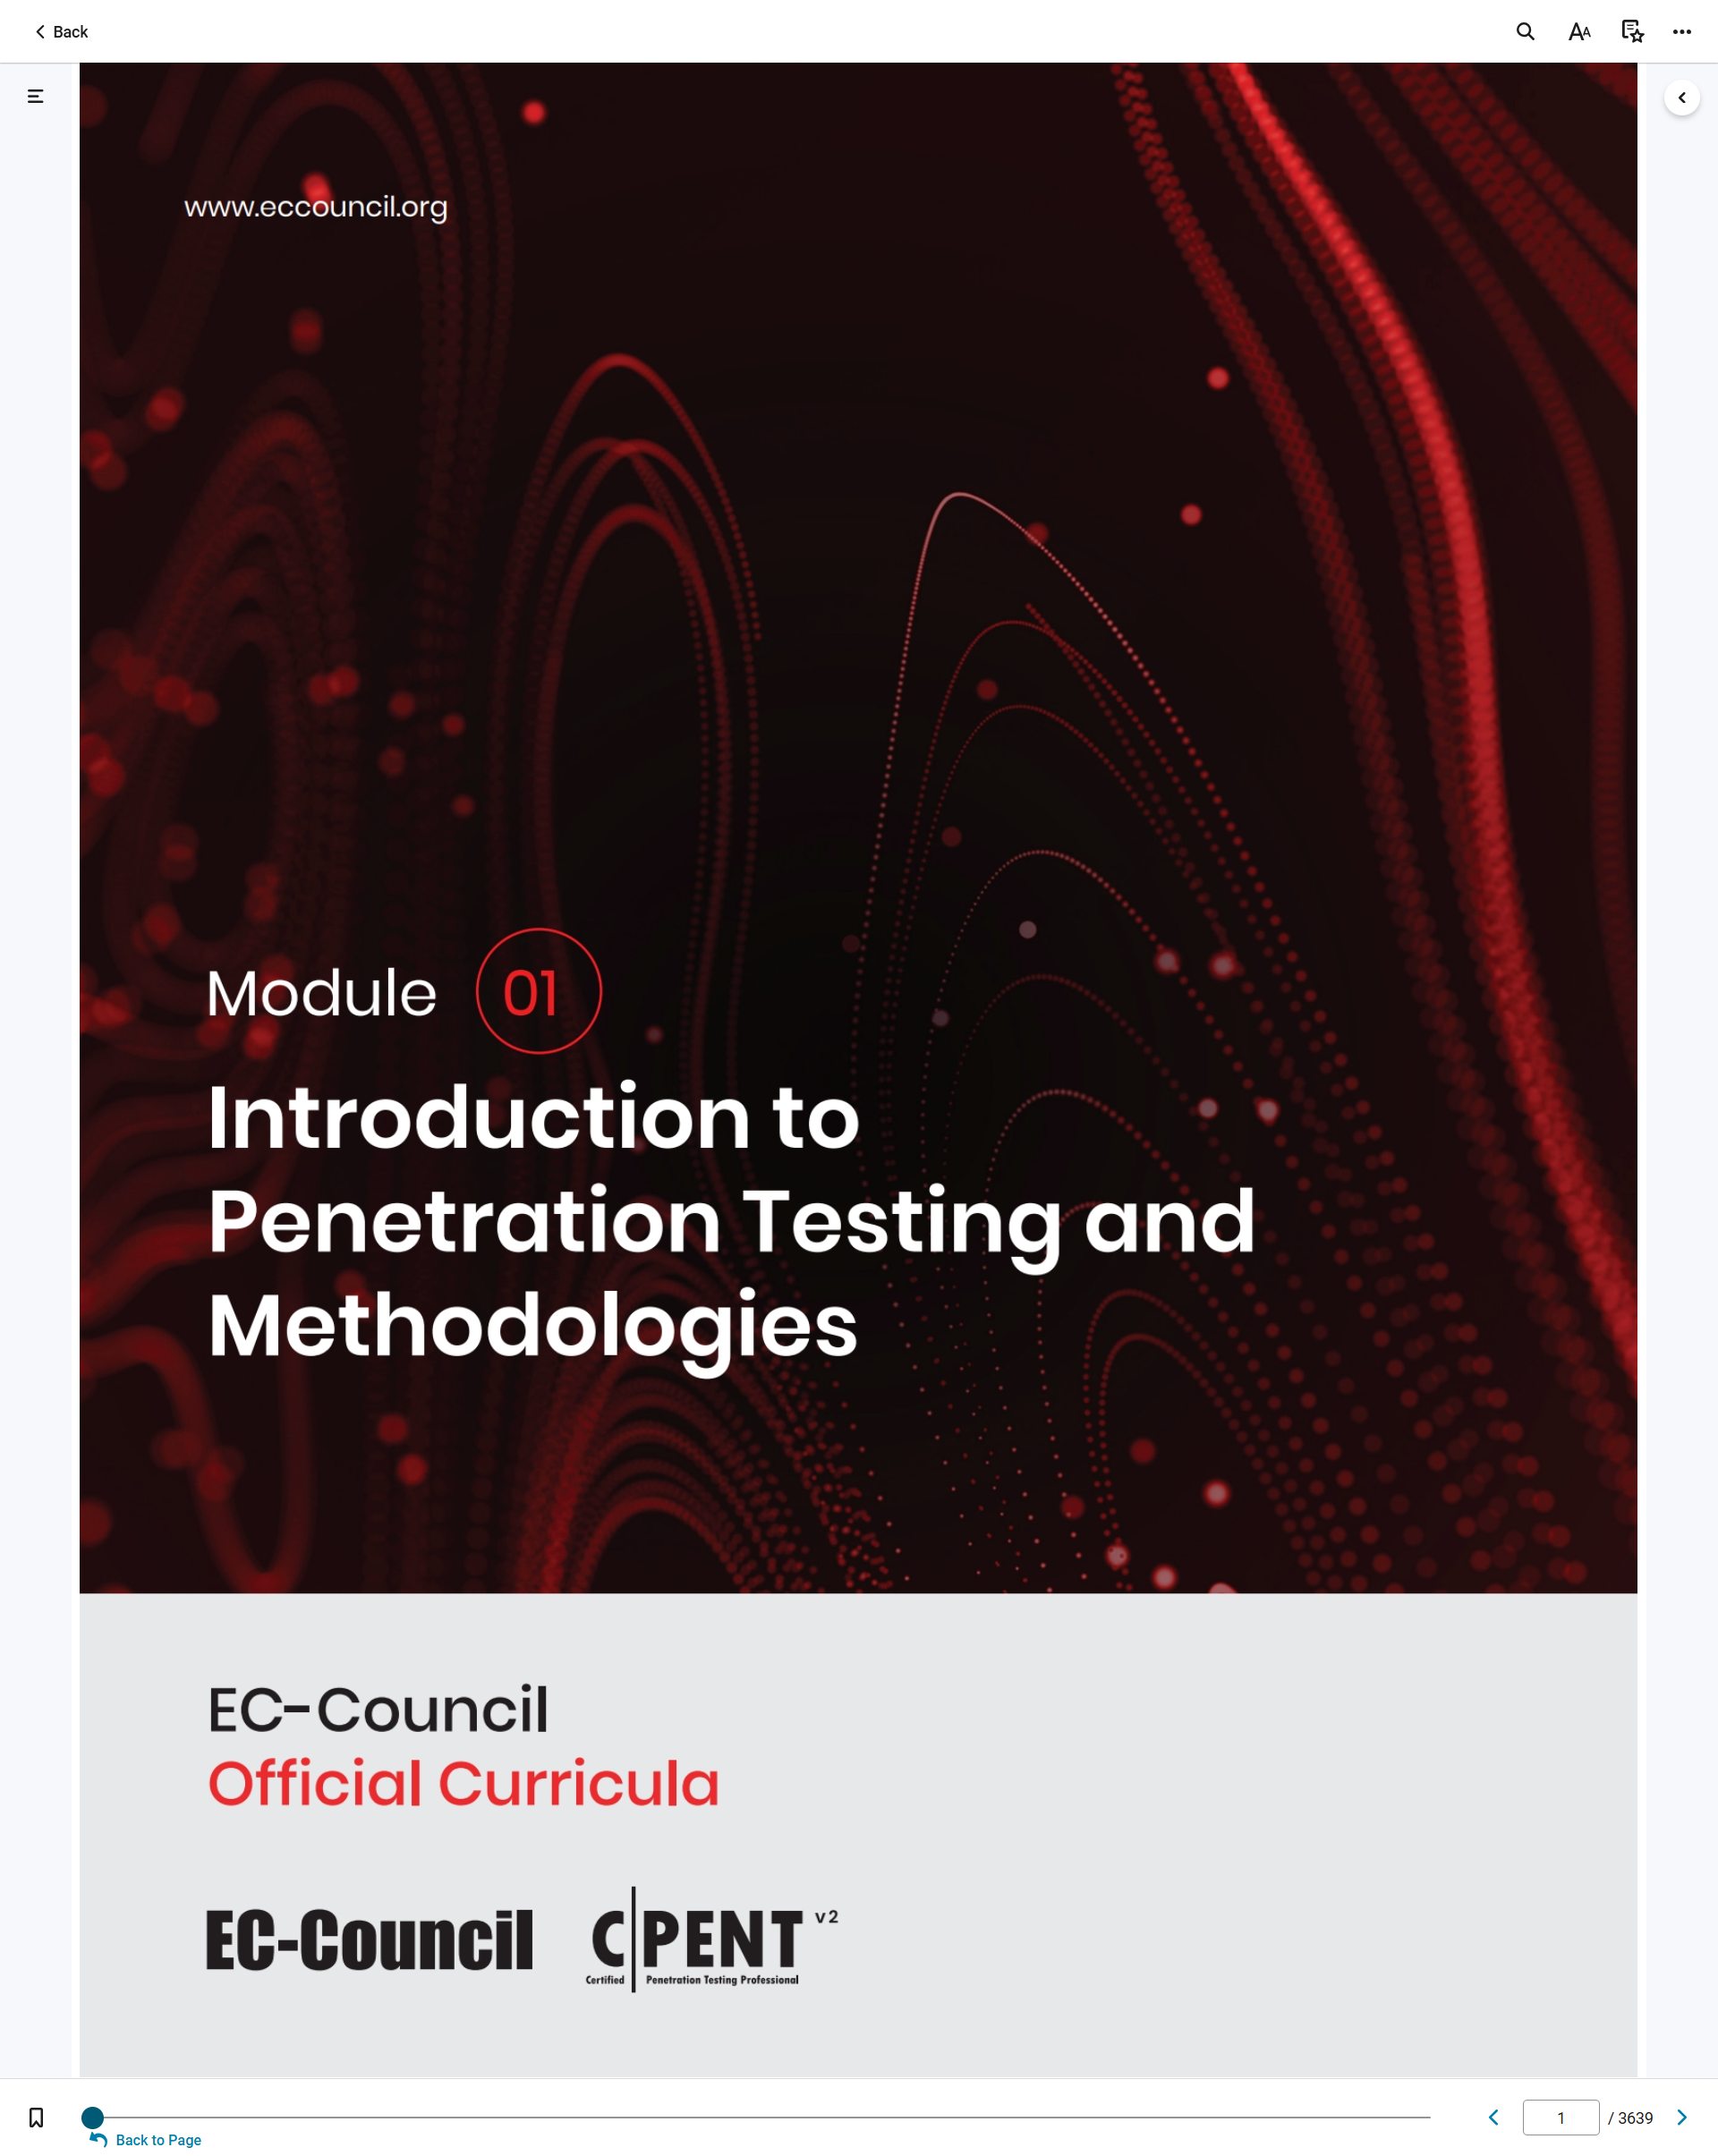 Back
www.eccouncil.org
Module 01
Introduction to
Penetration Testing and
Methodologies
EC-Council
Official Curricula
EC-Council
C|PENT v2
Certified Penetration Testing Professional
1 / 3639
Back to Page